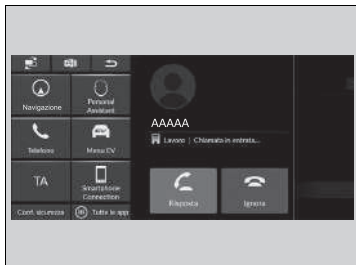 Navigazione
Personal
Assistant
AAAAA
Lavoro | Chiamata in entrata...
Telefono
Menu CV
TA
Smartphone
Connection
Risposta
Ignora
Conf. sicurezza
Tutte le app